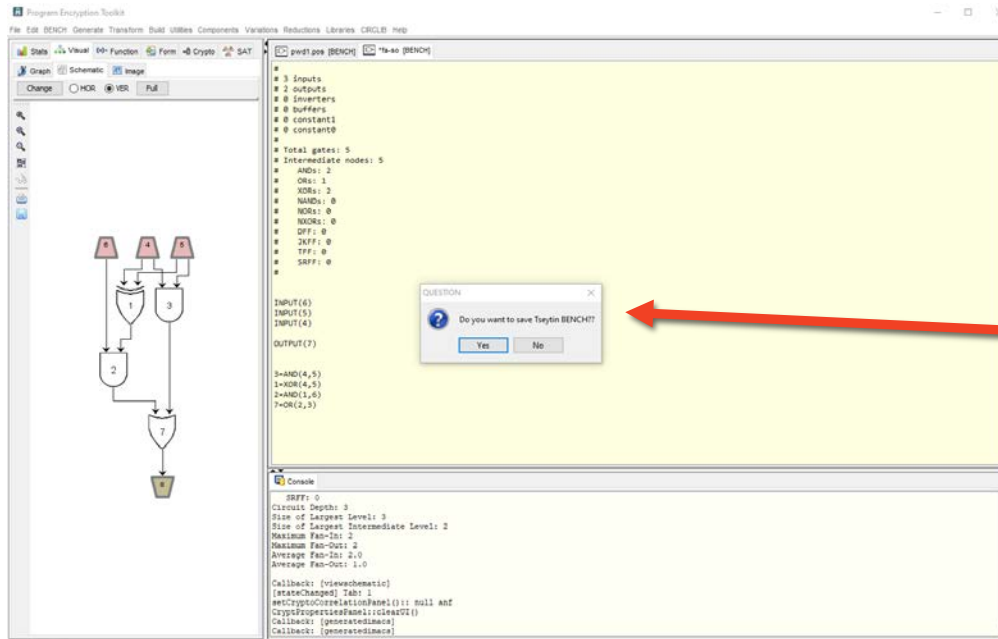 Program Encryption Toolkit
File Edit BENCH Generate Transform Build Utilities Components Variations Reductions Libraries CIRCLIB Help
Stats Visual Function Form Crypto SAT
Graph Schematic Image
Change HOR VER Full
6 4 5
1 3
2
7
8
pwd1.pos [BENCH] *fa-so [BENCH]
#
# 3 inputs
# 2 outputs
# 0 inverters
# 0 buffers
# 0 constant1
# 0 constant0
#
# Total gates: 5
# Intermediate nodes: 5
# ANDs: 2
# ORs: 1
# XORs: 2
# NANDs: 0
# NORs: 0
# NXORs: 0
# DFF: 0
# JKFF: 0
# TFF: 0
# SRFF: 0
#
INPUT(6)
INPUT(5)
INPUT(4)
OUTPUT(7)
3=AND(4,5)
1=XOR(4,5)
2=AND(1,6)
7=OR(2,3)
QUESTION
Do you want to save Tseytin BENCH??
Yes No
Console
SRFF: 0
Circuit Depth: 3
Size of Largest Level: 3
Size of Largest Intermediate Level: 2
Maximum Fan-In: 2
Maximum Fan-Out: 2
Average Fan-In: 2.0
Average Fan-Out: 1.0
Callback: [viewschematic]
[stateChanged] Tab: 1
setCryptoCorrelationPanel():: null anf
CryptPropertiesPanel::clearUI()
Callback: [generatedimacs]
Callback: [generatedimacs]